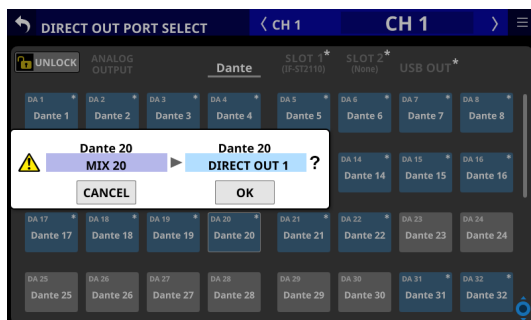 DIRECT OUT PORT SELECT
CH 1
CH 1
UNLOCK
ANALOG OUTPUT
Dante
SLOT 1*
(IF-ST2110)
SLOT 2*
(None)
USB OUT*
DA 1 * DA 2 * DA 3 * DA 4 * DA 5 * DA 6 * DA 7 * DA 8 *
Dante 1 Dante 2 Dante 3 Dante 4 Dante 5 Dante 6 Dante 7 Dante 8
Dante 20 Dante 20
MIX 20 DIRECT OUT 1 ?
CANCEL OK
DA 14 * DA 15 * DA 16 *
Dante 14 Dante 15 Dante 16
DA 17 * DA 18 * DA 19 * DA 20 * DA 21 * DA 22 * DA 23 DA 24
Dante 17 Dante 18 Dante 19 Dante 20 Dante 21 Dante 22 Dante 23 Dante 24
DA 25 DA 26 DA 27 DA 28 DA 29 DA 30 DA 31 * DA 32 *
Dante 25 Dante 26 Dante 27 Dante 28 Dante 29 Dante 30 Dante 31 Dante 32